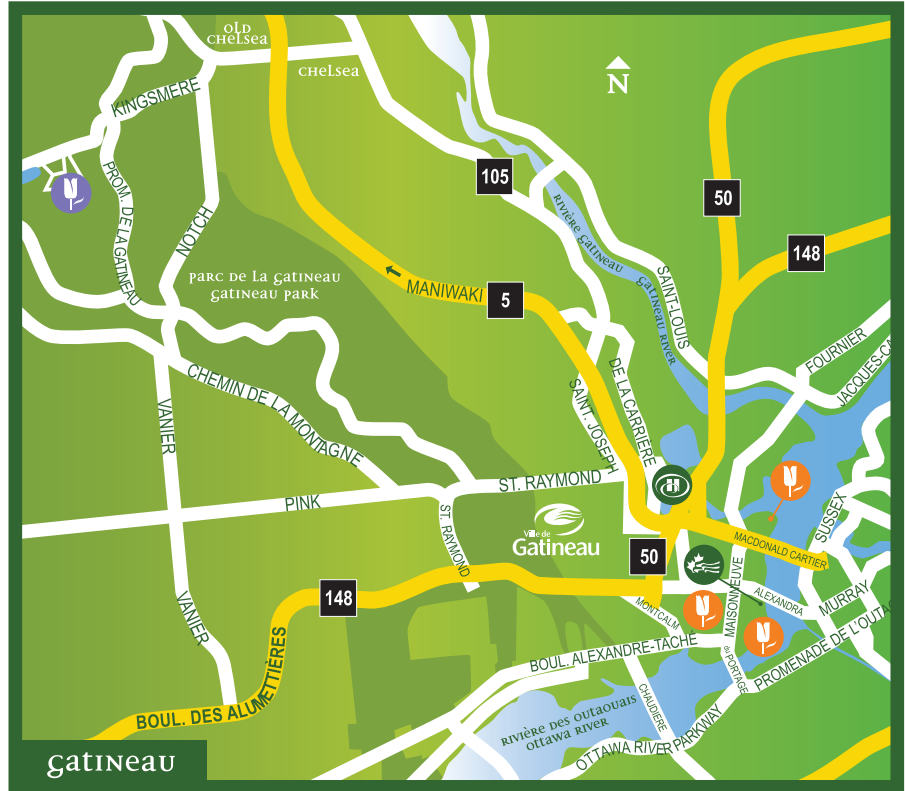 OLD
CHELSEA
CHELSEA
N
KINGSMERE
105
PROM. DE LA GATINEAU
NOTCH
50
RIVIÈRE GATINEAU
GATINEAU RIVER
148
PARC DE LA GATINEAU
GATINEAU PARK
MANIWAKI
5
SAINT-LOUIS
FOURNIER
JACQUES-CA
DE LA CARRIÈRE
SAINT. JOSEPH
CHEMIN DE LA MONTAGNE
VANIER
ST. RAYMOND
H
PINK
ST. RAYMOND
Ville de
Gatineau
SUSSEX
MACDONALD CARTIER
50
MAISONNEUVE
ALEXANDRA
MURRAY
148
VANIER
MONTCALM
PROMENADE DE L'OUTA
BOUL. ALEXANDRE-TACHÉ
du PORTAGE
BOUL. DES ALUMETTIÈRES
CHAUDIÈRE
RIVIÈRE DES OUTAOUAIS
OTTAWA RIVER
OTTAWA RIVER PARKWAY
GATINEAU